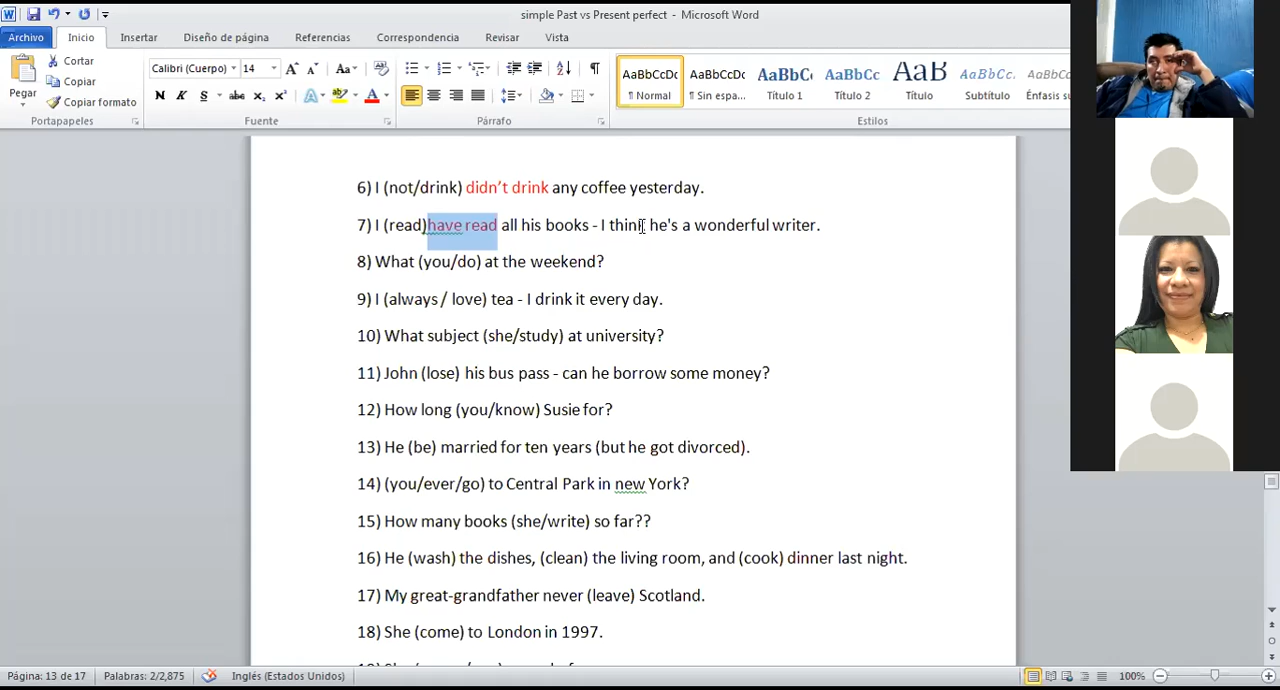 simple Past vs Present perfect - Microsoft Word
Archivo Inicio Insertar Diseño de página Referencias Correspondencia Revisar Vista
Cortar
Copiar
Copiar formato
Pegar
Portapapeles
Calibri (Cuerpo) 14
Fuente
Párrafo
AaBbCcDc AaBbCcDc AaBbC AaBbCc AaB AaBbCc. AaBbCc
¶ Normal ¶ Sin espa... Título 1 Título 2 Título Subtítulo Énfasis
Estilos
6) I (not/drink) didn't drink any coffee yesterday.
7) I (read)have read all his books - I think he's a wonderful writer.
8) What (you/do) at the weekend?
9) I (always / love) tea - I drink it every day.
10) What subject (she/study) at university?
11) John (lose) his bus pass - can he borrow some money?
12) How long (you/know) Susie for?
13) He (be) married for ten years (but he got divorced).
14) (you/ever/go) to Central Park in new York?
15) How many books (she/write) so far??
16) He (wash) the dishes, (clean) the living room, and (cook) dinner last night.
17) My great-grandfather never (leave) Scotland.
18) She (come) to London in 1997.
Página: 13 de 17 Palabras: 2/2,875 Inglés (Estados Unidos) 100%